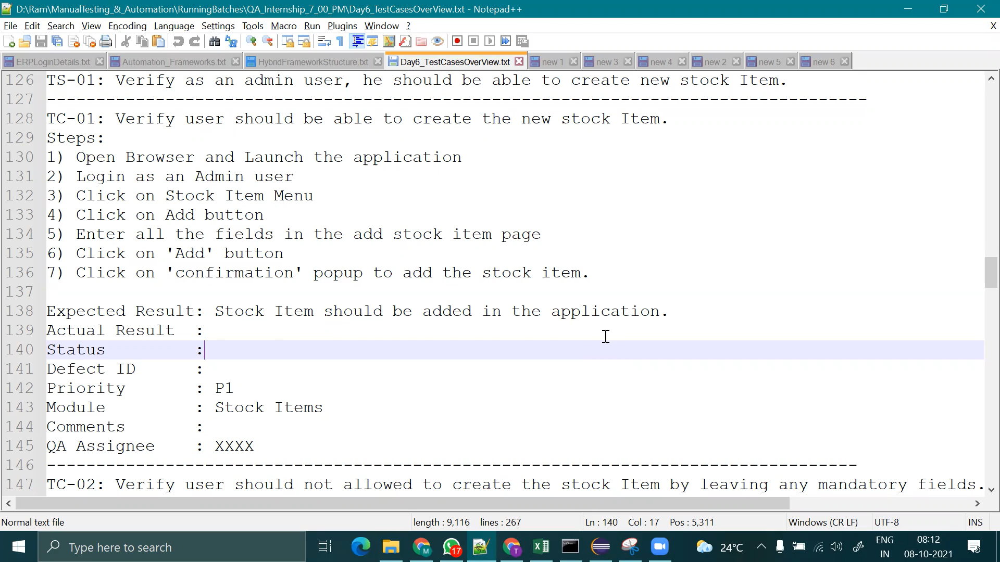 D:\Ram\ManualTesting_&_Automation\RunningBatches\QA_Internship_7_00_PM\Day6_TestCasesOverView.txt - Notepad++
File Edit Search View Encoding Language Settings Tools Macro Run Plugins Window ? X
ERPLoginDetails.txt Automation_Frameworks.txt HybridFrameworkStructure.txt Day6_TestCasesOverView.txt new 1 new 3 new 4 new 2 new 5 new 6
126 TS-01: Verify as an admin user, he should be able to create new stock Item.
127 -----------------------------------------------------------------------------------
128 TC-01: Verify user should be able to create the new stock Item.
129 Steps:
130 1) Open Browser and Launch the application
131 2) Login as an Admin user
132 3) Click on Stock Item Menu
133 4) Click on Add button
134 5) Enter all the fields in the add stock item page
135 6) Click on 'Add' button
136 7) Click on 'confirmation' popup to add the stock item.
137
138 Expected Result: Stock Item should be added in the application.
139 Actual Result  :
140 Status         :
141 Defect ID      :
142 Priority       : P1
143 Module         : Stock Items
144 Comments       :
145 QA Assignee    : XXXX
146 ----------------------------------------------------------------------------------
147 TC-02: Verify user should not allowed to create the stock Item by leaving any mandatory fields.
Normal text file length : 9,116 lines : 267 Ln : 140 Col : 17 Pos : 5,311 Windows (CR LF) UTF-8 INS
Type here to search 17 24°C ENG IN 08:12 08-10-2021